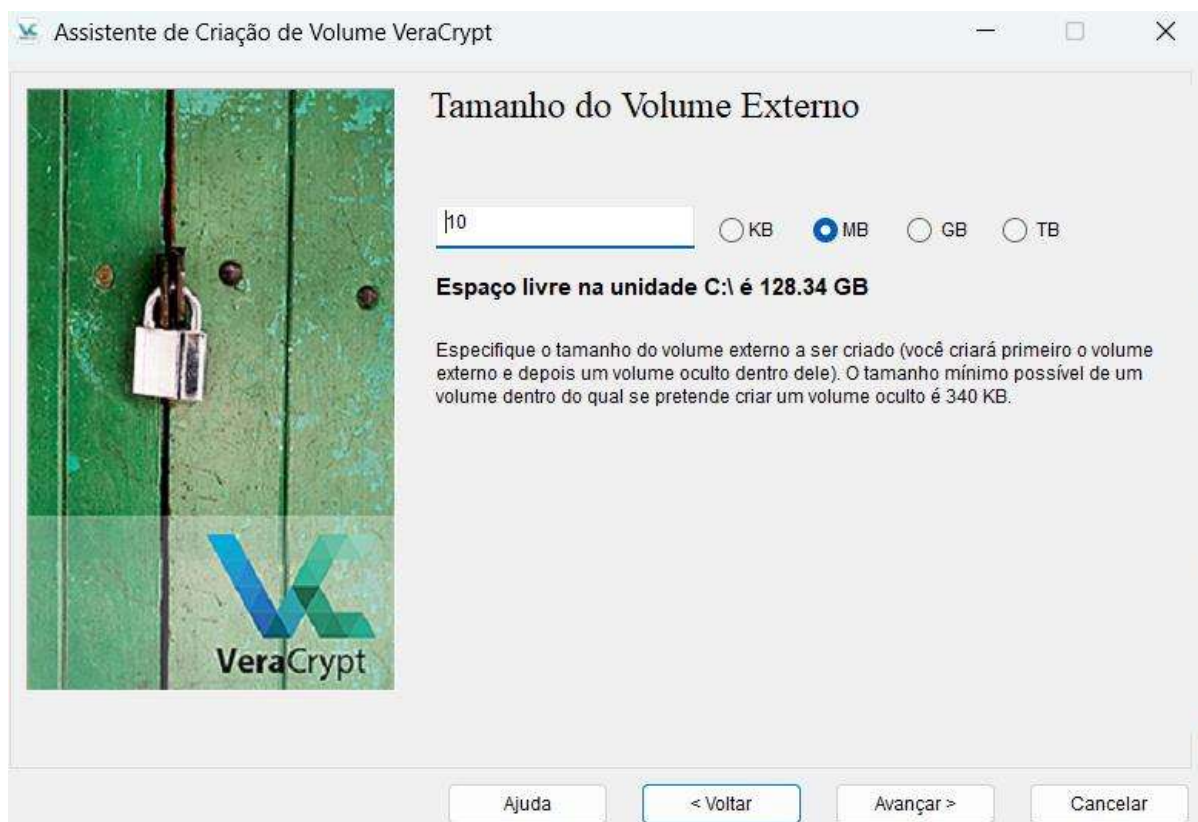 Assistente de Criação de Volume VeraCrypt
Tamanho do Volume Externo
10
KB MB GB TB
Espaço livre na unidade C:\ é 128.34 GB
Especifique o tamanho do volume externo a ser criado (você criará primeiro o volume
externo e depois um volume oculto dentro dele). O tamanho mínimo possível de um
volume dentro do qual se pretende criar um volume oculto é 340 KB.
VeraCrypt
Ajuda < Voltar Avançar > Cancelar